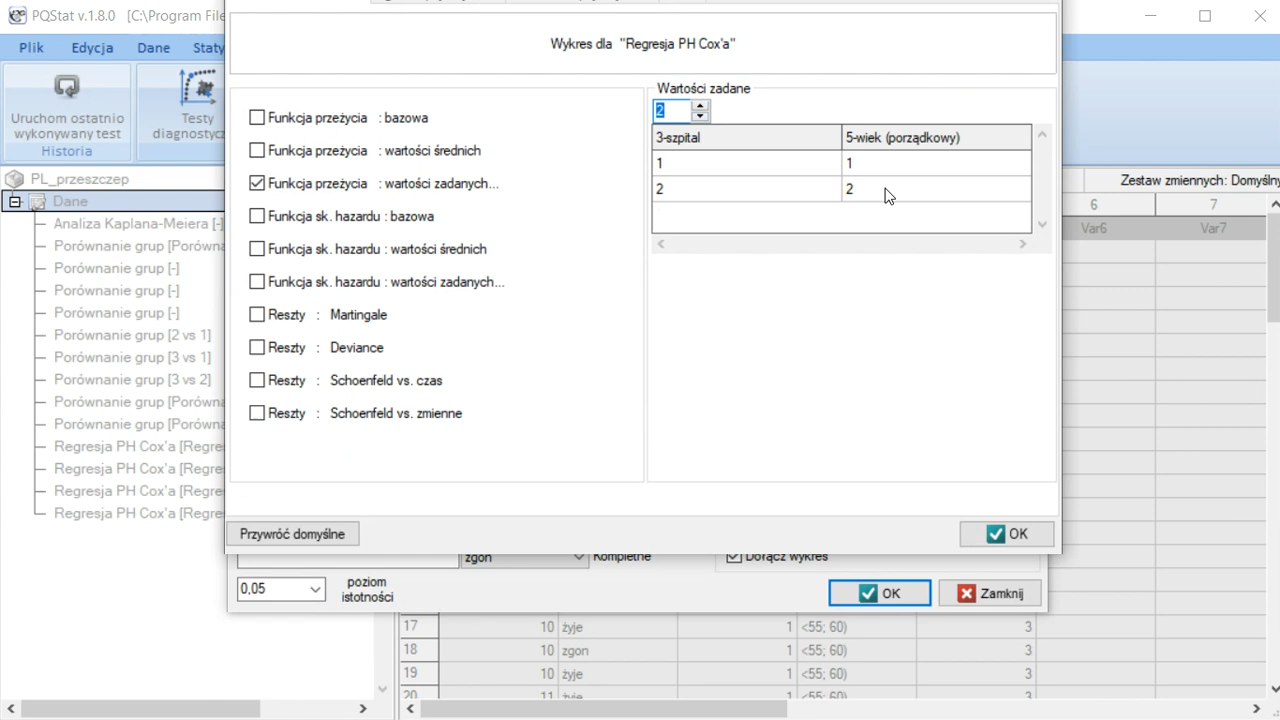 PQStat v.1.8.0 [C:\Program File
Plik Edycja Dane Staty
Uruchom ostatnio
wykonywany test
Historia
Testy
diagnostycz
PL_przeszczep
Dane
Analiza Kaplana-Meiera [-]
Porównanie grup [Porówna
Porównanie grup [-]
Porównanie grup [-]
Porównanie grup [-]
Porównanie grup [2 vs 1]
Porównanie grup [3 vs 1]
Porównanie grup [3 vs 2]
Porównanie grup [Porówna
Porównanie grup [Porówna
Regresja PH Cox'a [Regre
Regresja PH Cox'a [Regre
Regresja PH Cox'a [Regre
Regresja PH Cox'a [Regre
Wykres dla "Regresja PH Cox'a"
Funkcja przeżycia : bazowa
Funkcja przeżycia : wartości średnich
Funkcja przeżycia : wartości zadanych...
Funkcja sk. hazardu : bazowa
Funkcja sk. hazardu : wartości średnich
Funkcja sk. hazardu : wartości zadanych...
Reszty : Martingale
Reszty : Deviance
Reszty : Schoenfeld vs. czas
Reszty : Schoenfeld vs. zmienne
Wartości zadane
2
3-szpital 5-wiek (porządkowy)
1 1
2 2
Przywróć domyślne
OK
zgon Kompletne Dołącz wykres
0,05 poziom
istotności
OK Zamknij
Zestaw zmiennych: Domyślny
6 7
Var6 Var7
17 10 żyje 1 <55; 60) 3
18 10 zgon 1 <55; 60) 3
19 10 żyje 1 <55; 60) 3
20 11 żyje 1 <55; 60) 3